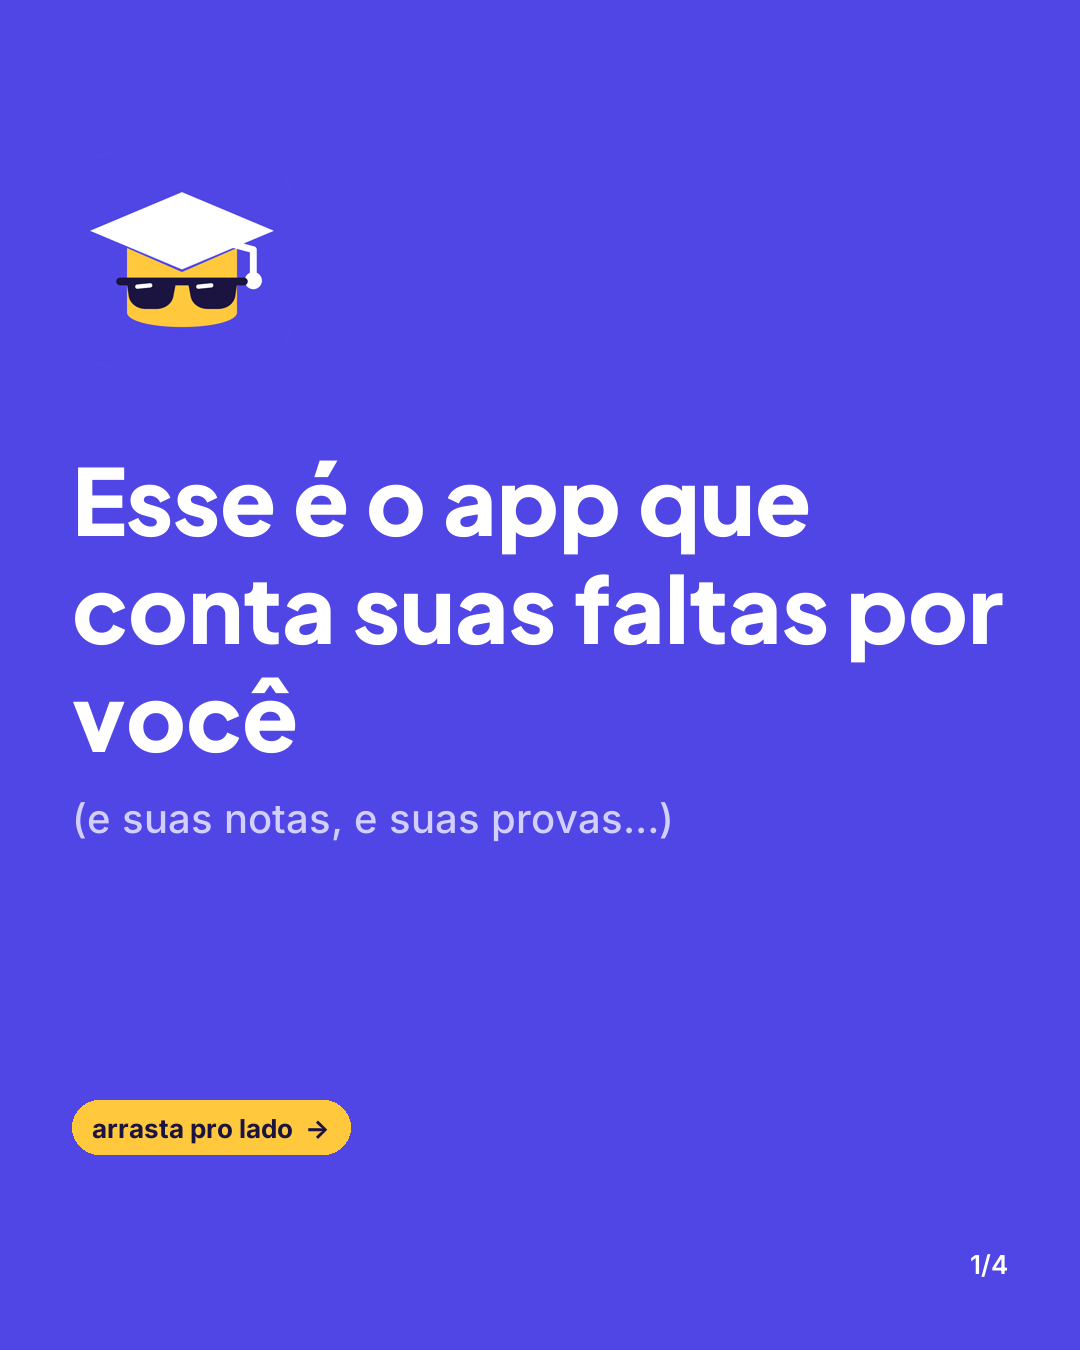 Esse é o app que
conta suas faltas por
você
(e suas notas, e suas provas...)
arrasta pro lado →
1/4